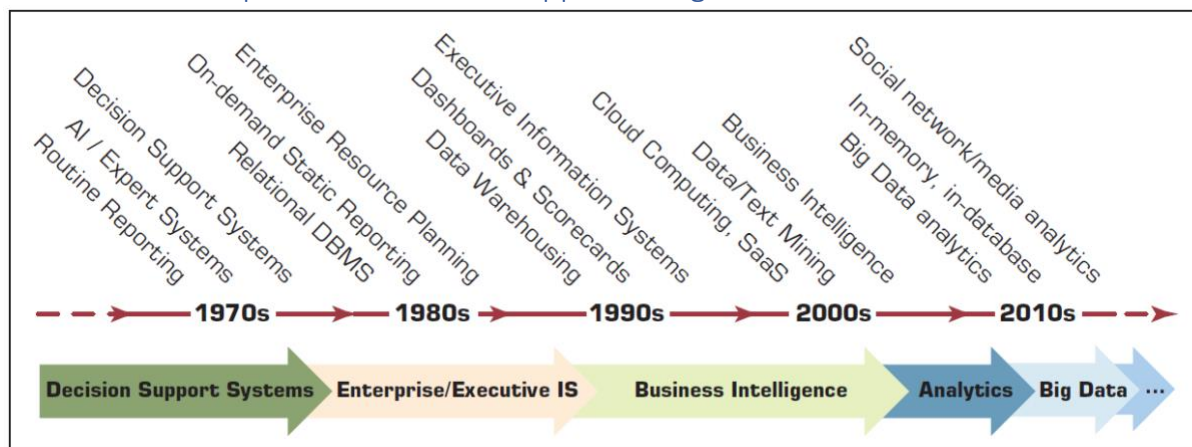 Routine Reporting
AI / Expert Systems
Decision Support Systems
Relational DBMS
On-demand Static Reporting
Enterprise Resource Planning
Data Warehousing
Dashboards & Scorecards
Executive Information Systems
Cloud Computing, SaaS
Data/Text Mining
Business Intelligence
Big Data analytics
In-memory, in-database
Social network/media analytics
1970s
1980s
1990s
2000s
2010s
Decision Support Systems
Enterprise/Executive IS
Business Intelligence
Analytics
Big Data
...